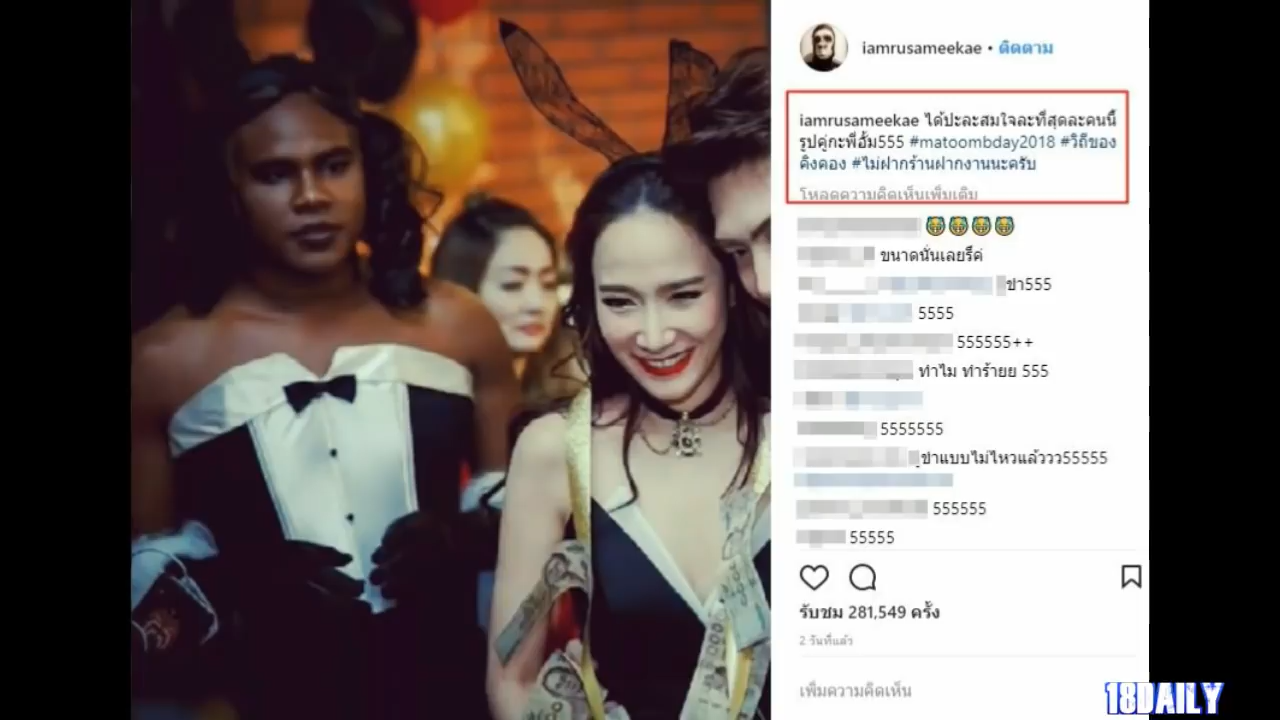 iamrusameekae • ติดตาม
iamrusameekae ได้ปะละสมใจละที่สุดละคนนี้
รูปคู่กะพี่อั้ม555 #matoombday2018 #วิถีของ
คิงคอง #ไม่ฝากร้านฝากงานนะครับ
โหลดความคิดเห็นเพิ่มเติม
ขนาดนั่นเลยรึค่
ขำ555
5555
555555++
ทำไม ทำร้ายย 555
5555555
ขำแบบไม่ไหวแล้ววว55555
555555
55555
รับชม 281,549 ครั้ง
2 วันที่แล้ว
เพิ่มความคิดเห็น
18DAILY